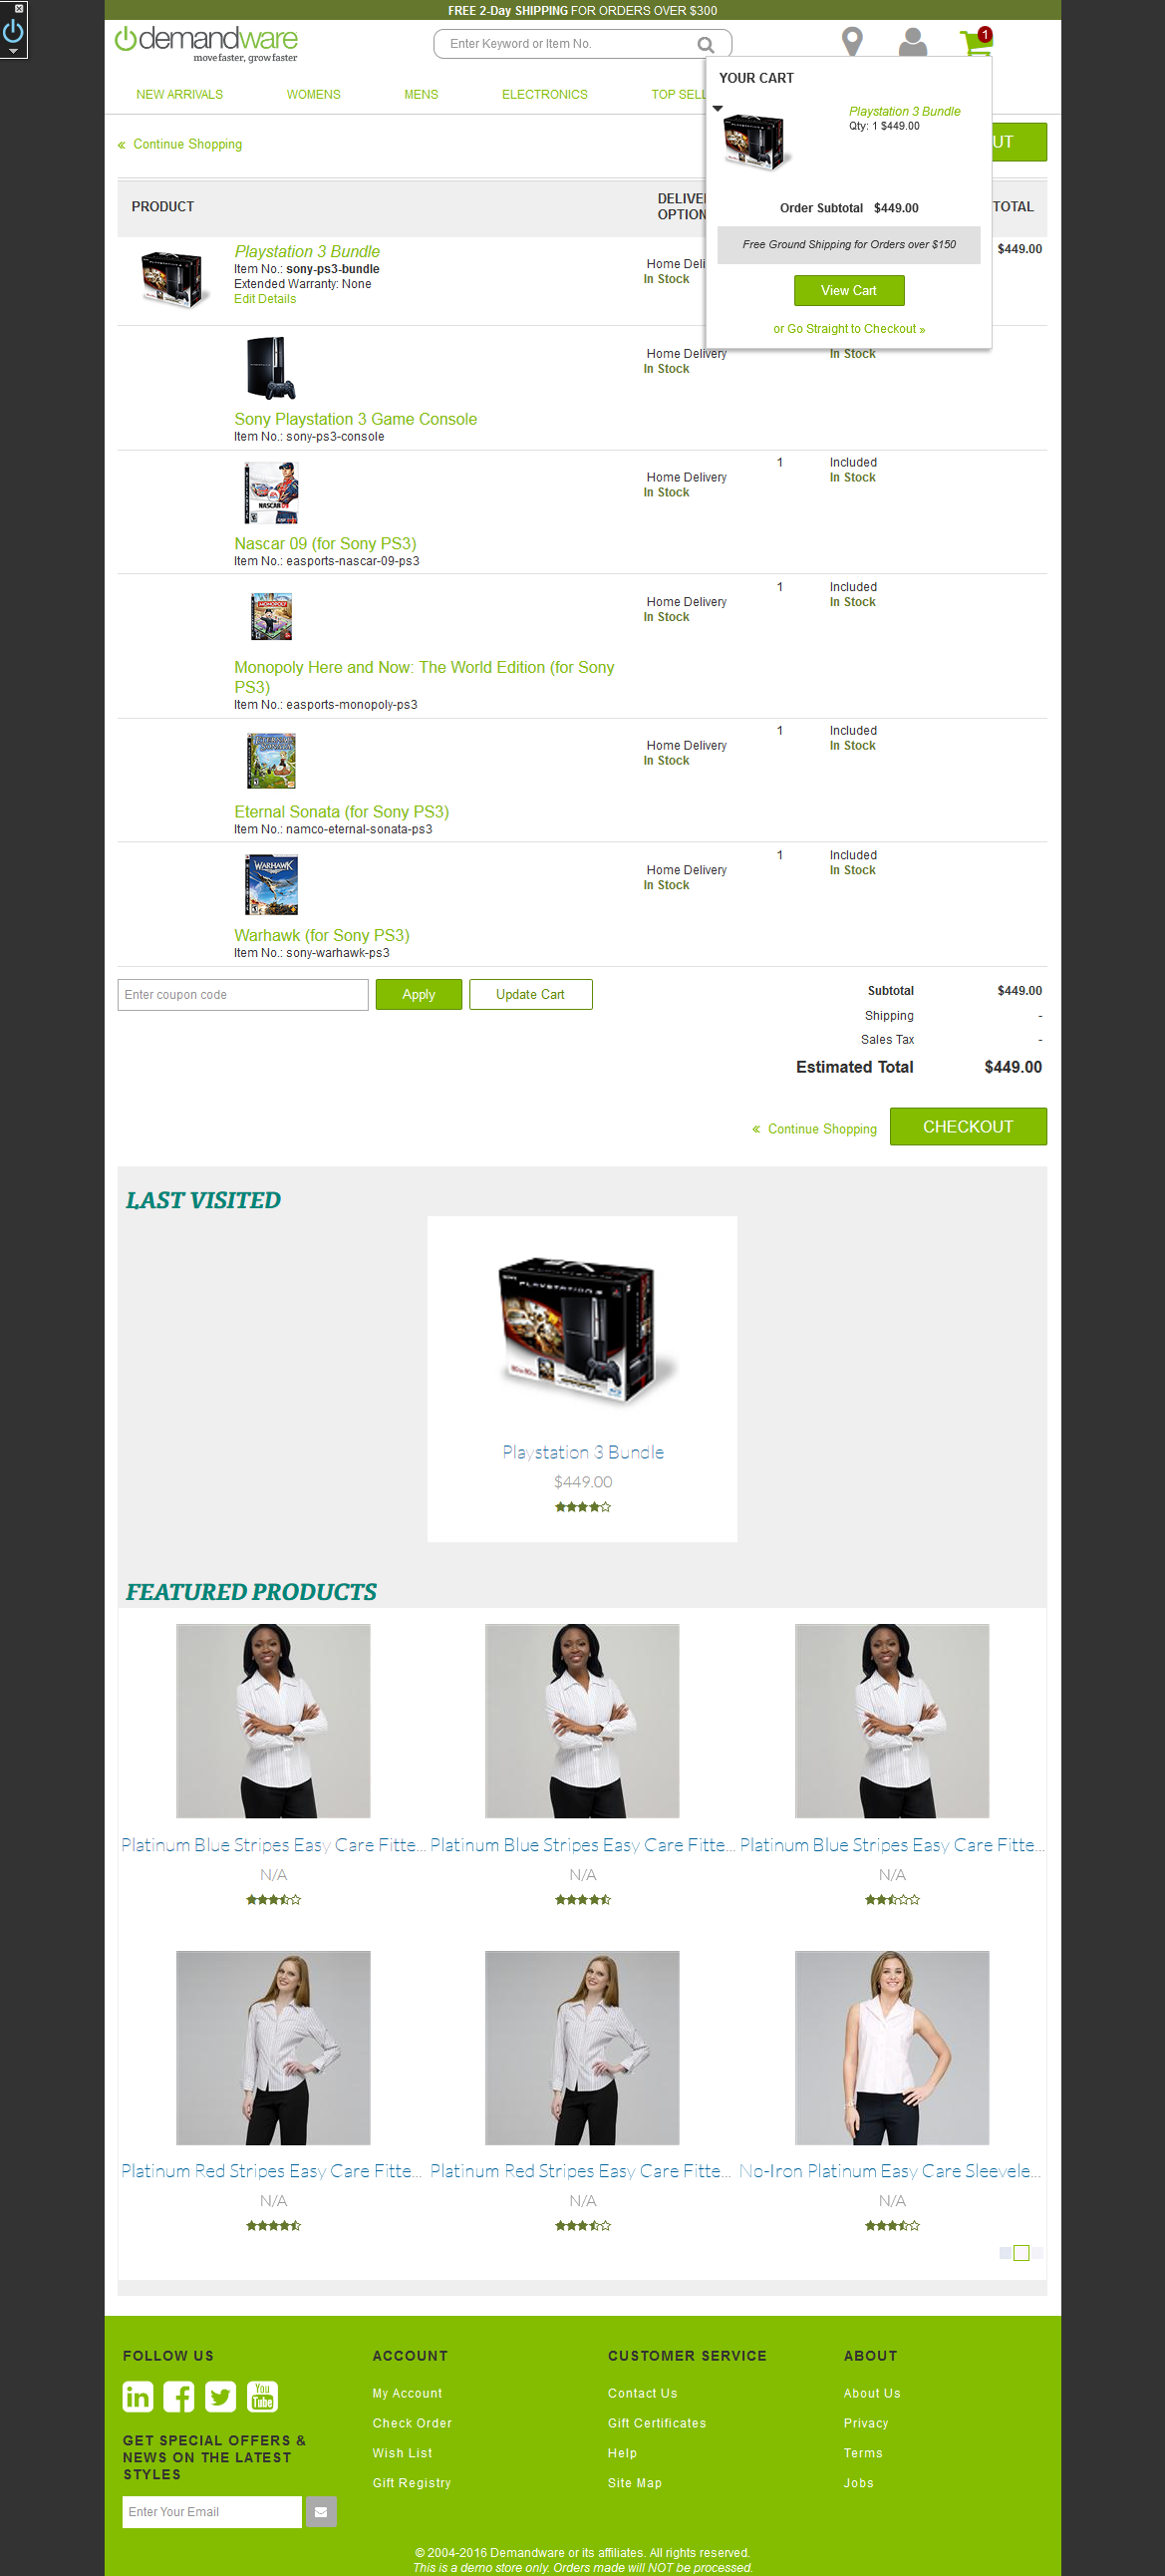 FREE 2-Day SHIPPING FOR ORDERS OVER $300
demandware
move faster, grow faster
Enter Keyword or Item No.
1
NEW ARRIVALS
WOMENS
MENS
ELECTRONICS
TOP SELL
YOUR CART
Playstation 3 Bundle
Qty: 1 $449.00
Order Subtotal $449.00
Free Ground Shipping for Orders over $150
View Cart
or Go Straight to Checkout »
« Continue Shopping
UT
PRODUCT
DELIVE
OPTION
TOTAL
Playstation 3 Bundle
Item No.: sony-ps3-bundle
Extended Warranty: None
Edit Details
Home Deli
In Stock
$449.00
Home Delivery
In Stock
In Stock
Sony Playstation 3 Game Console
Item No.: sony-ps3-console
NASCAR 09
Home Delivery
In Stock
1
Included
In Stock
Nascar 09 (for Sony PS3)
Item No.: easports-nascar-09-ps3
MONOPOLY
Home Delivery
In Stock
1
Included
In Stock
Monopoly Here and Now: The World Edition (for Sony
PS3)
Item No.: easports-monopoly-ps3
ETERNAL SONATA
Home Delivery
In Stock
1
Included
In Stock
Eternal Sonata (for Sony PS3)
Item No.: namco-eternal-sonata-ps3
WARHAWK
Home Delivery
In Stock
1
Included
In Stock
Warhawk (for Sony PS3)
Item No.: sony-warhawk-ps3
Enter coupon code
Apply
Update Cart
Subtotal $449.00
Shipping -
Sales Tax -
Estimated Total $449.00
« Continue Shopping
CHECKOUT
LAST VISITED
PLAYSTATION 3
Playstation 3 Bundle
$449.00
FEATURED PRODUCTS
Platinum Blue Stripes Easy Care Fitte...
N/A
Platinum Blue Stripes Easy Care Fitte...
N/A
Platinum Blue Stripes Easy Care Fitte...
N/A
Platinum Red Stripes Easy Care Fitte...
N/A
Platinum Red Stripes Easy Care Fitte...
N/A
No-Iron Platinum Easy Care Sleevele...
N/A
FOLLOW US
in
You
Tube
GET SPECIAL OFFERS &
NEWS ON THE LATEST
STYLES
Enter Your Email
ACCOUNT
My Account
Check Order
Wish List
Gift Registry
CUSTOMER SERVICE
Contact Us
Gift Certificates
Help
Site Map
ABOUT
About Us
Privacy
Terms
Jobs
© 2004-2016 Demandware or its affiliates. All rights reserved.
This is a demo store only. Orders made will NOT be processed.